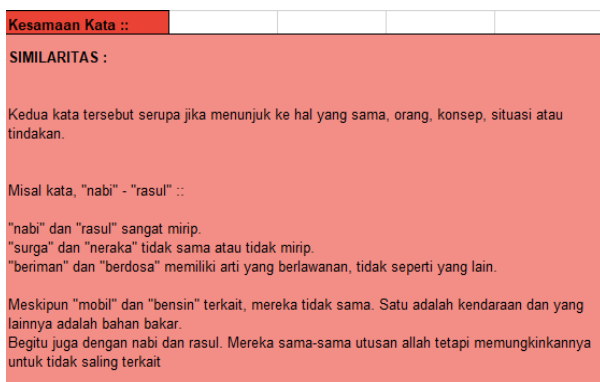 Kesamaan Kata ::
SIMILARITAS :
Kedua kata tersebut serupa jika menunjuk ke hal yang sama, orang, konsep, situasi atau
tindakan.
Misal kata, "nabi" - "rasul" ::
"nabi" dan "rasul" sangat mirip.
"surga" dan "neraka" tidak sama atau tidak mirip.
"beriman" dan "berdosa" memiliki arti yang berlawanan, tidak seperti yang lain.
Meskipun "mobil" dan "bensin" terkait, mereka tidak sama. Satu adalah kendaraan dan yang
lainnya adalah bahan bakar.
Begitu juga dengan nabi dan rasul. Mereka sama-sama utusan allah tetapi memungkinkannya
untuk tidak saling terkait